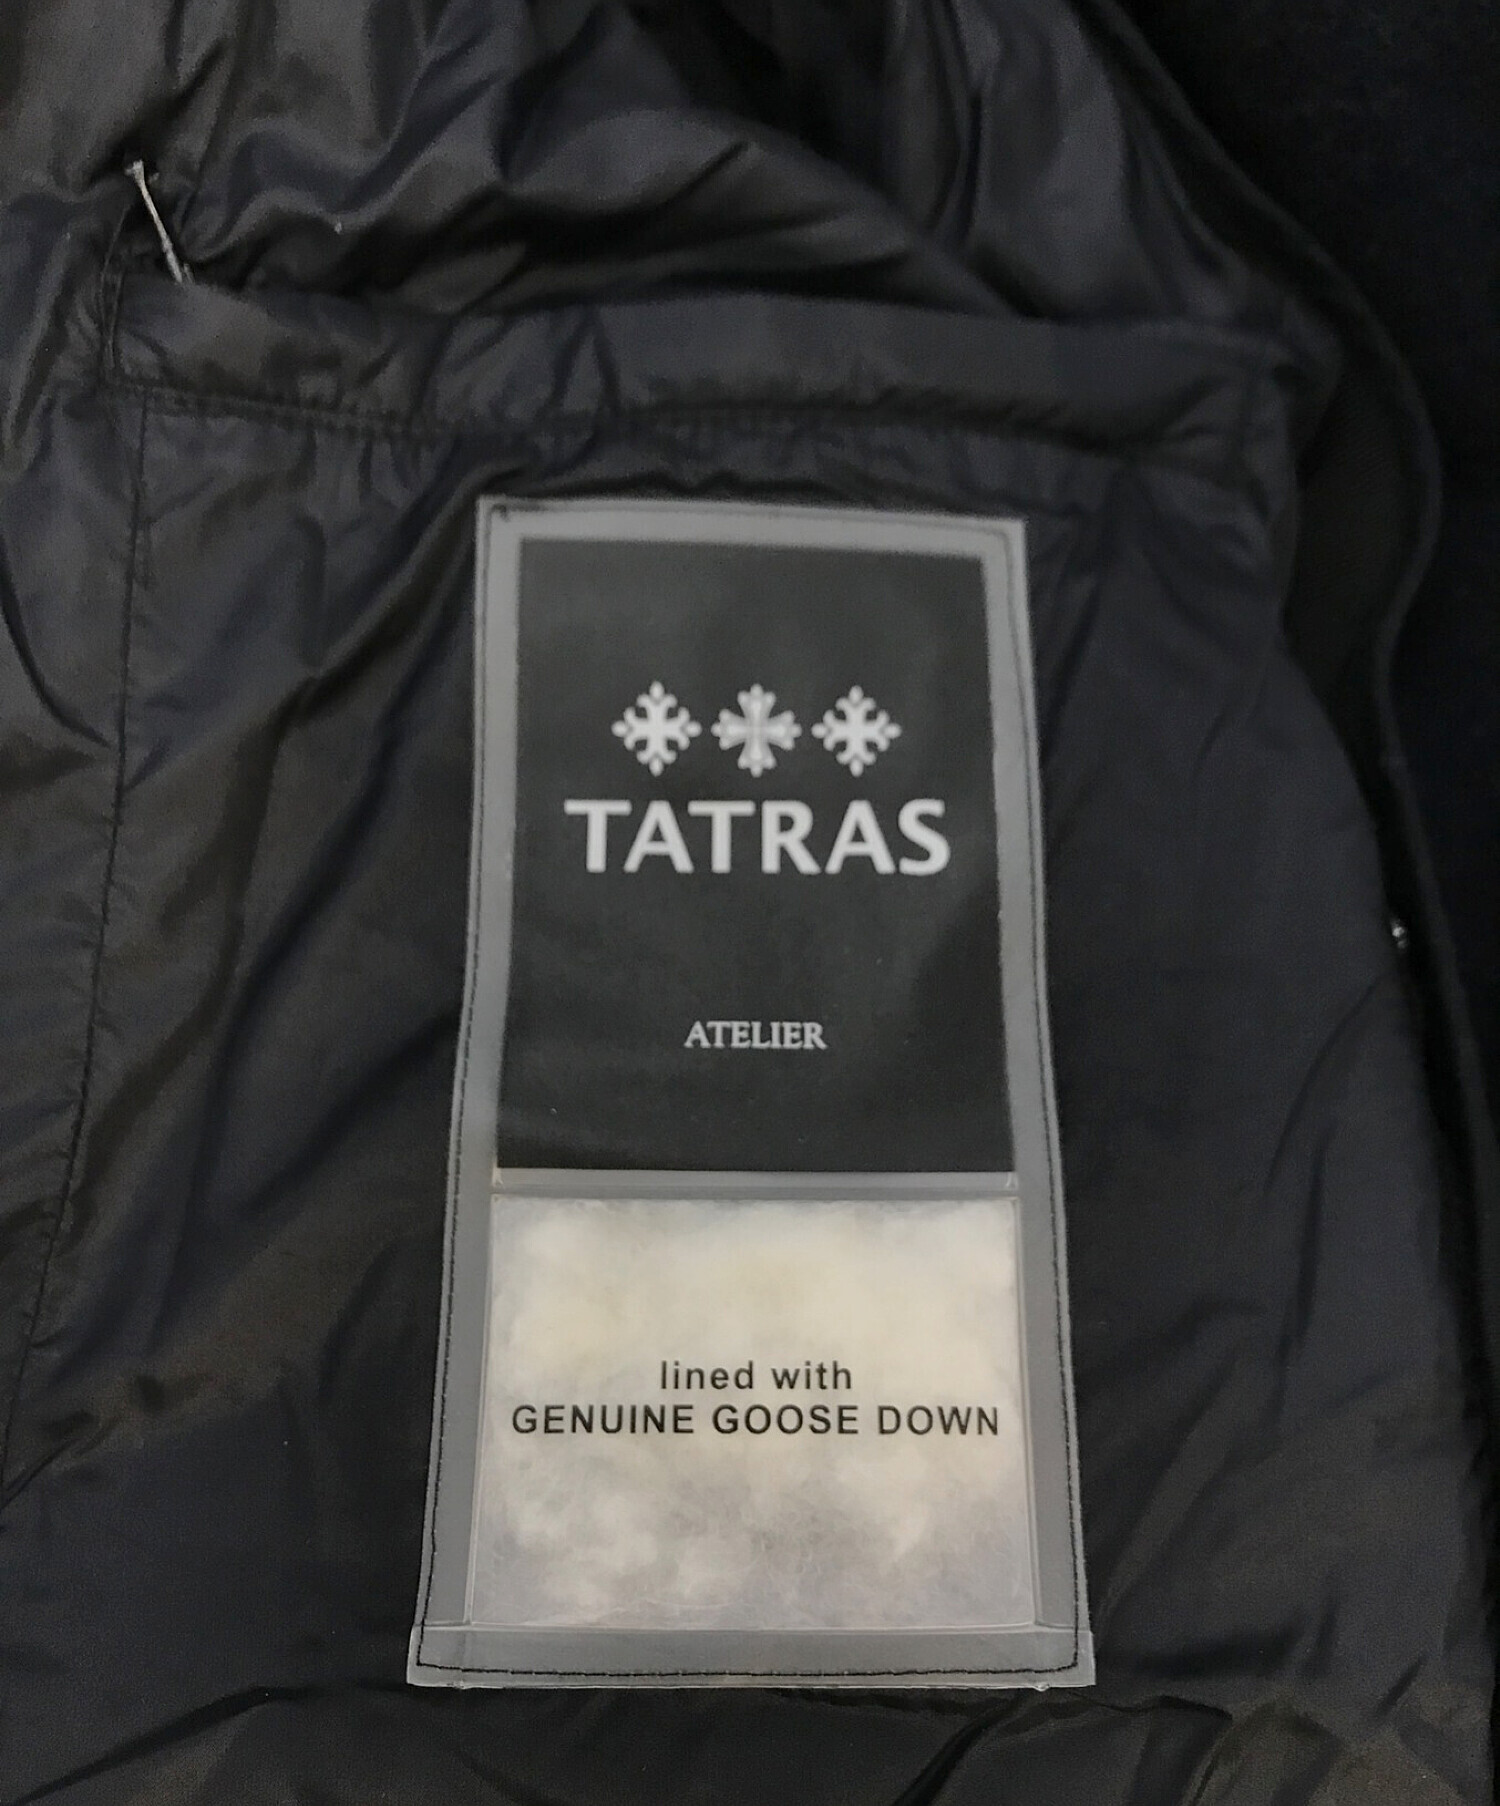 TATRAS
ATELIER
lined with
GENUINE GOOSE DOWN